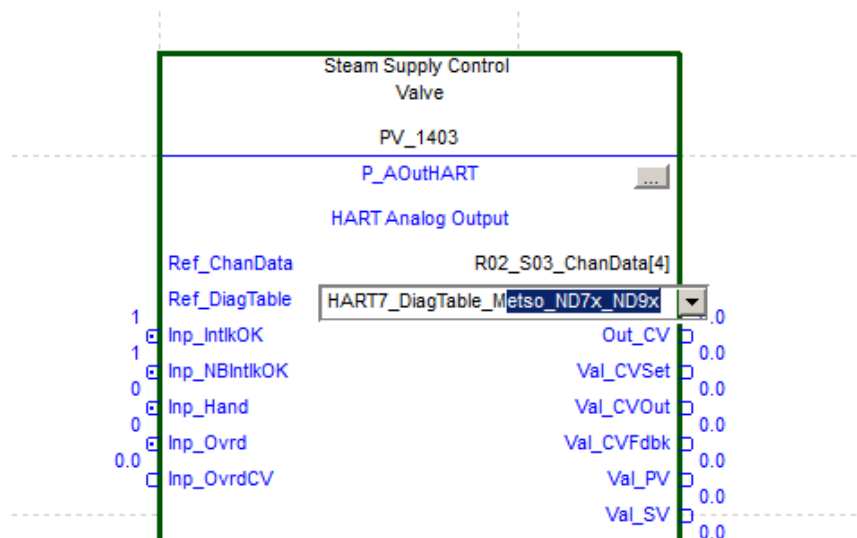 Steam Supply Control
Valve
PV_1403
P_AOutHART
...
HART Analog Output
Ref_ChanData R02_S03_ChanData[4]
Ref_DiagTable HART7_DiagTable_Metso_ND7x_ND9x
1 .0
Inp_IntlkOK Out_CV
1 0.0
Inp_NBIntlkOK Val_CVSet
0 0.0
Inp_Hand Val_CVOut
0 0.0
Inp_Ovrd Val_CVFdbk
0.0 0.0
Inp_OvrdCV Val_PV
0.0
Val_SV
0.0